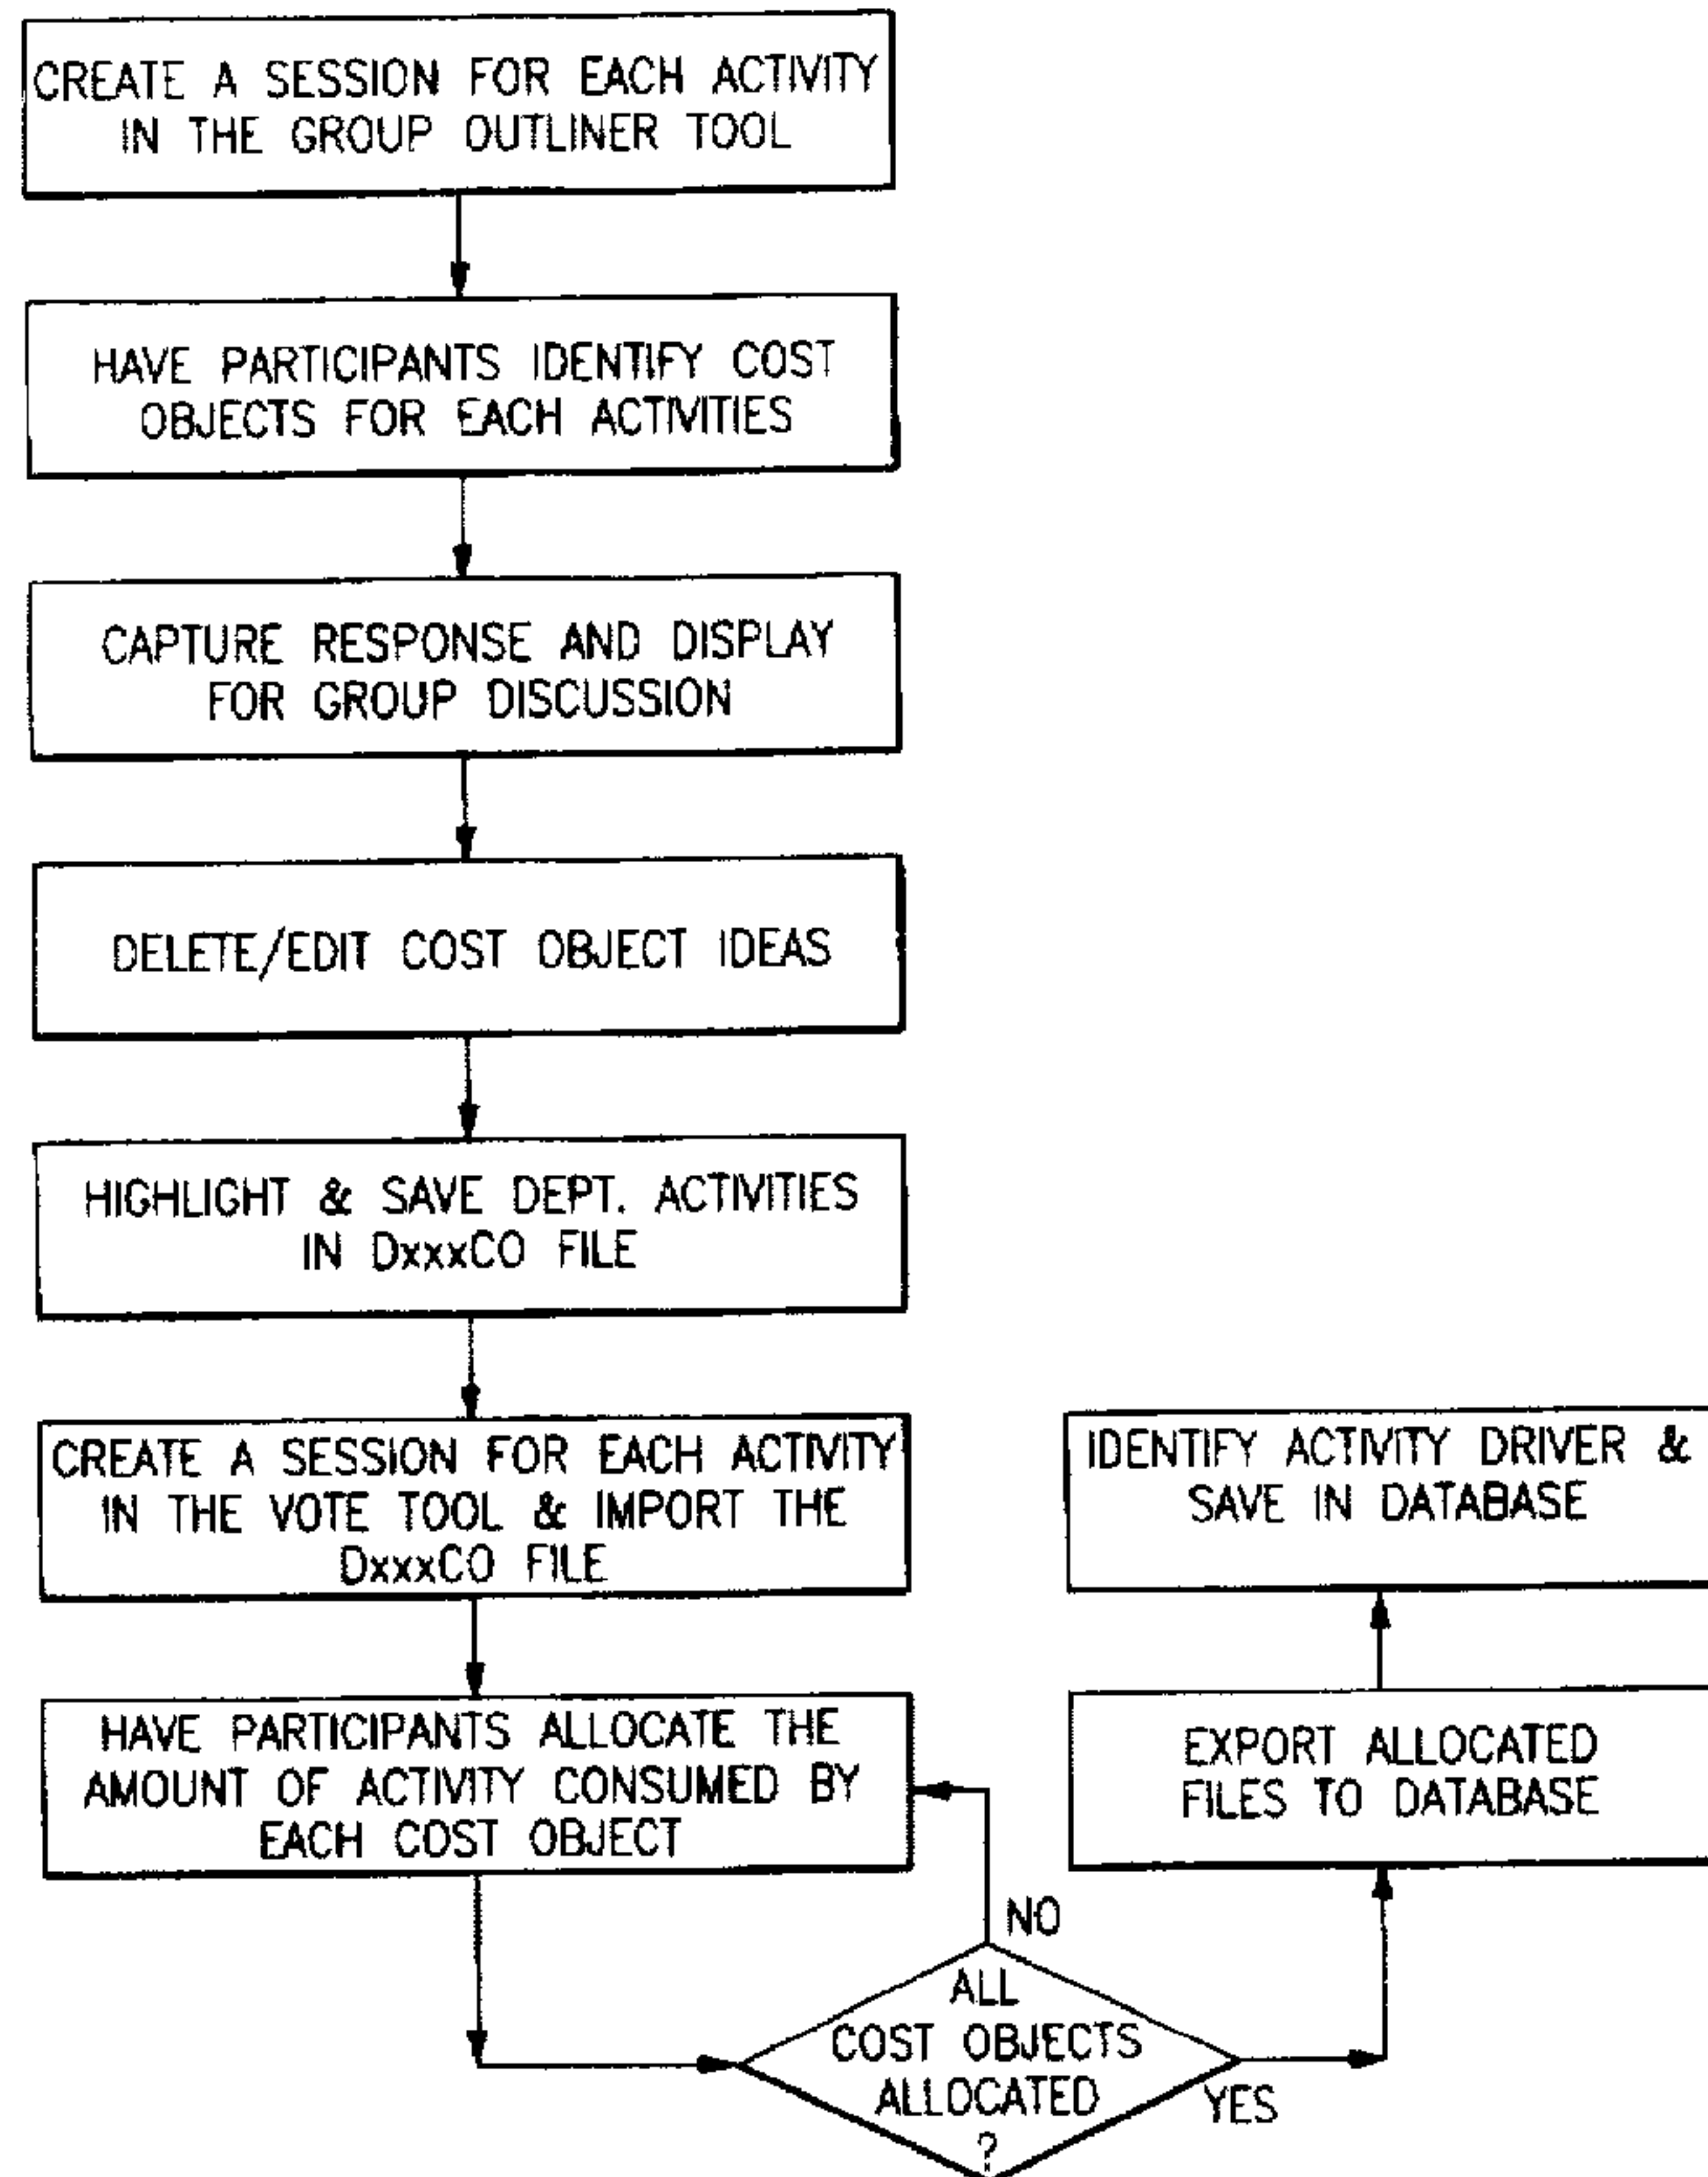 CREATE A SESSION FOR EACH ACTIVITY
IN THE GROUP OUTLINER TOOL
HAVE PARTICIPANTS IDENTIFY COST
OBJECTS FOR EACH ACTIVITIES
CAPTURE RESPONSE AND DISPLAY
FOR GROUP DISCUSSION
DELETE/EDIT COST OBJECT IDEAS
HIGHLIGHT & SAVE DEPT. ACTIVITIES
IN DxxxCO FILE
CREATE A SESSION FOR EACH ACTIVITY
IN THE VOTE TOOL & IMPORT THE
DxxxCO FILE
HAVE PARTICIPANTS ALLOCATE THE
AMOUNT OF ACTIVITY CONSUMED BY
EACH COST OBJECT
NO
ALL
COST OBJECTS
ALLOCATED
?
YES
EXPORT ALLOCATED
FILES TO DATABASE
IDENTIFY ACTIVITY DRIVER &
SAVE IN DATABASE